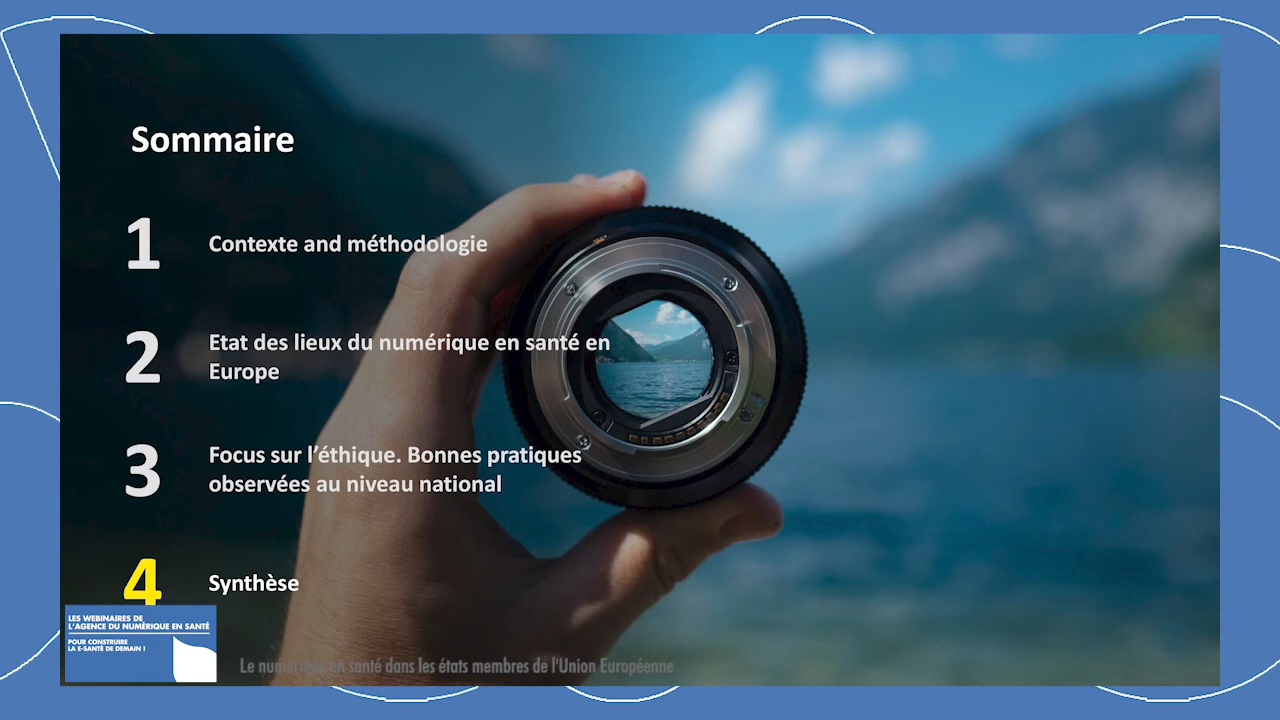 Sommaire
1
Contexte and méthodologie
2
Etat des lieux du numérique en santé en
Europe
3
Focus sur l'éthique. Bonnes pratiques
observées au niveau national
4
Synthèse
LES WEBINAIRES DE
L'AGENCE DU NUMÉRIQUE EN SANTÉ
POUR CONSTRUIRE
LA E-SANTÉ DE DEMAIN !
Le numérique en santé dans les états membres de l'Union Européenne